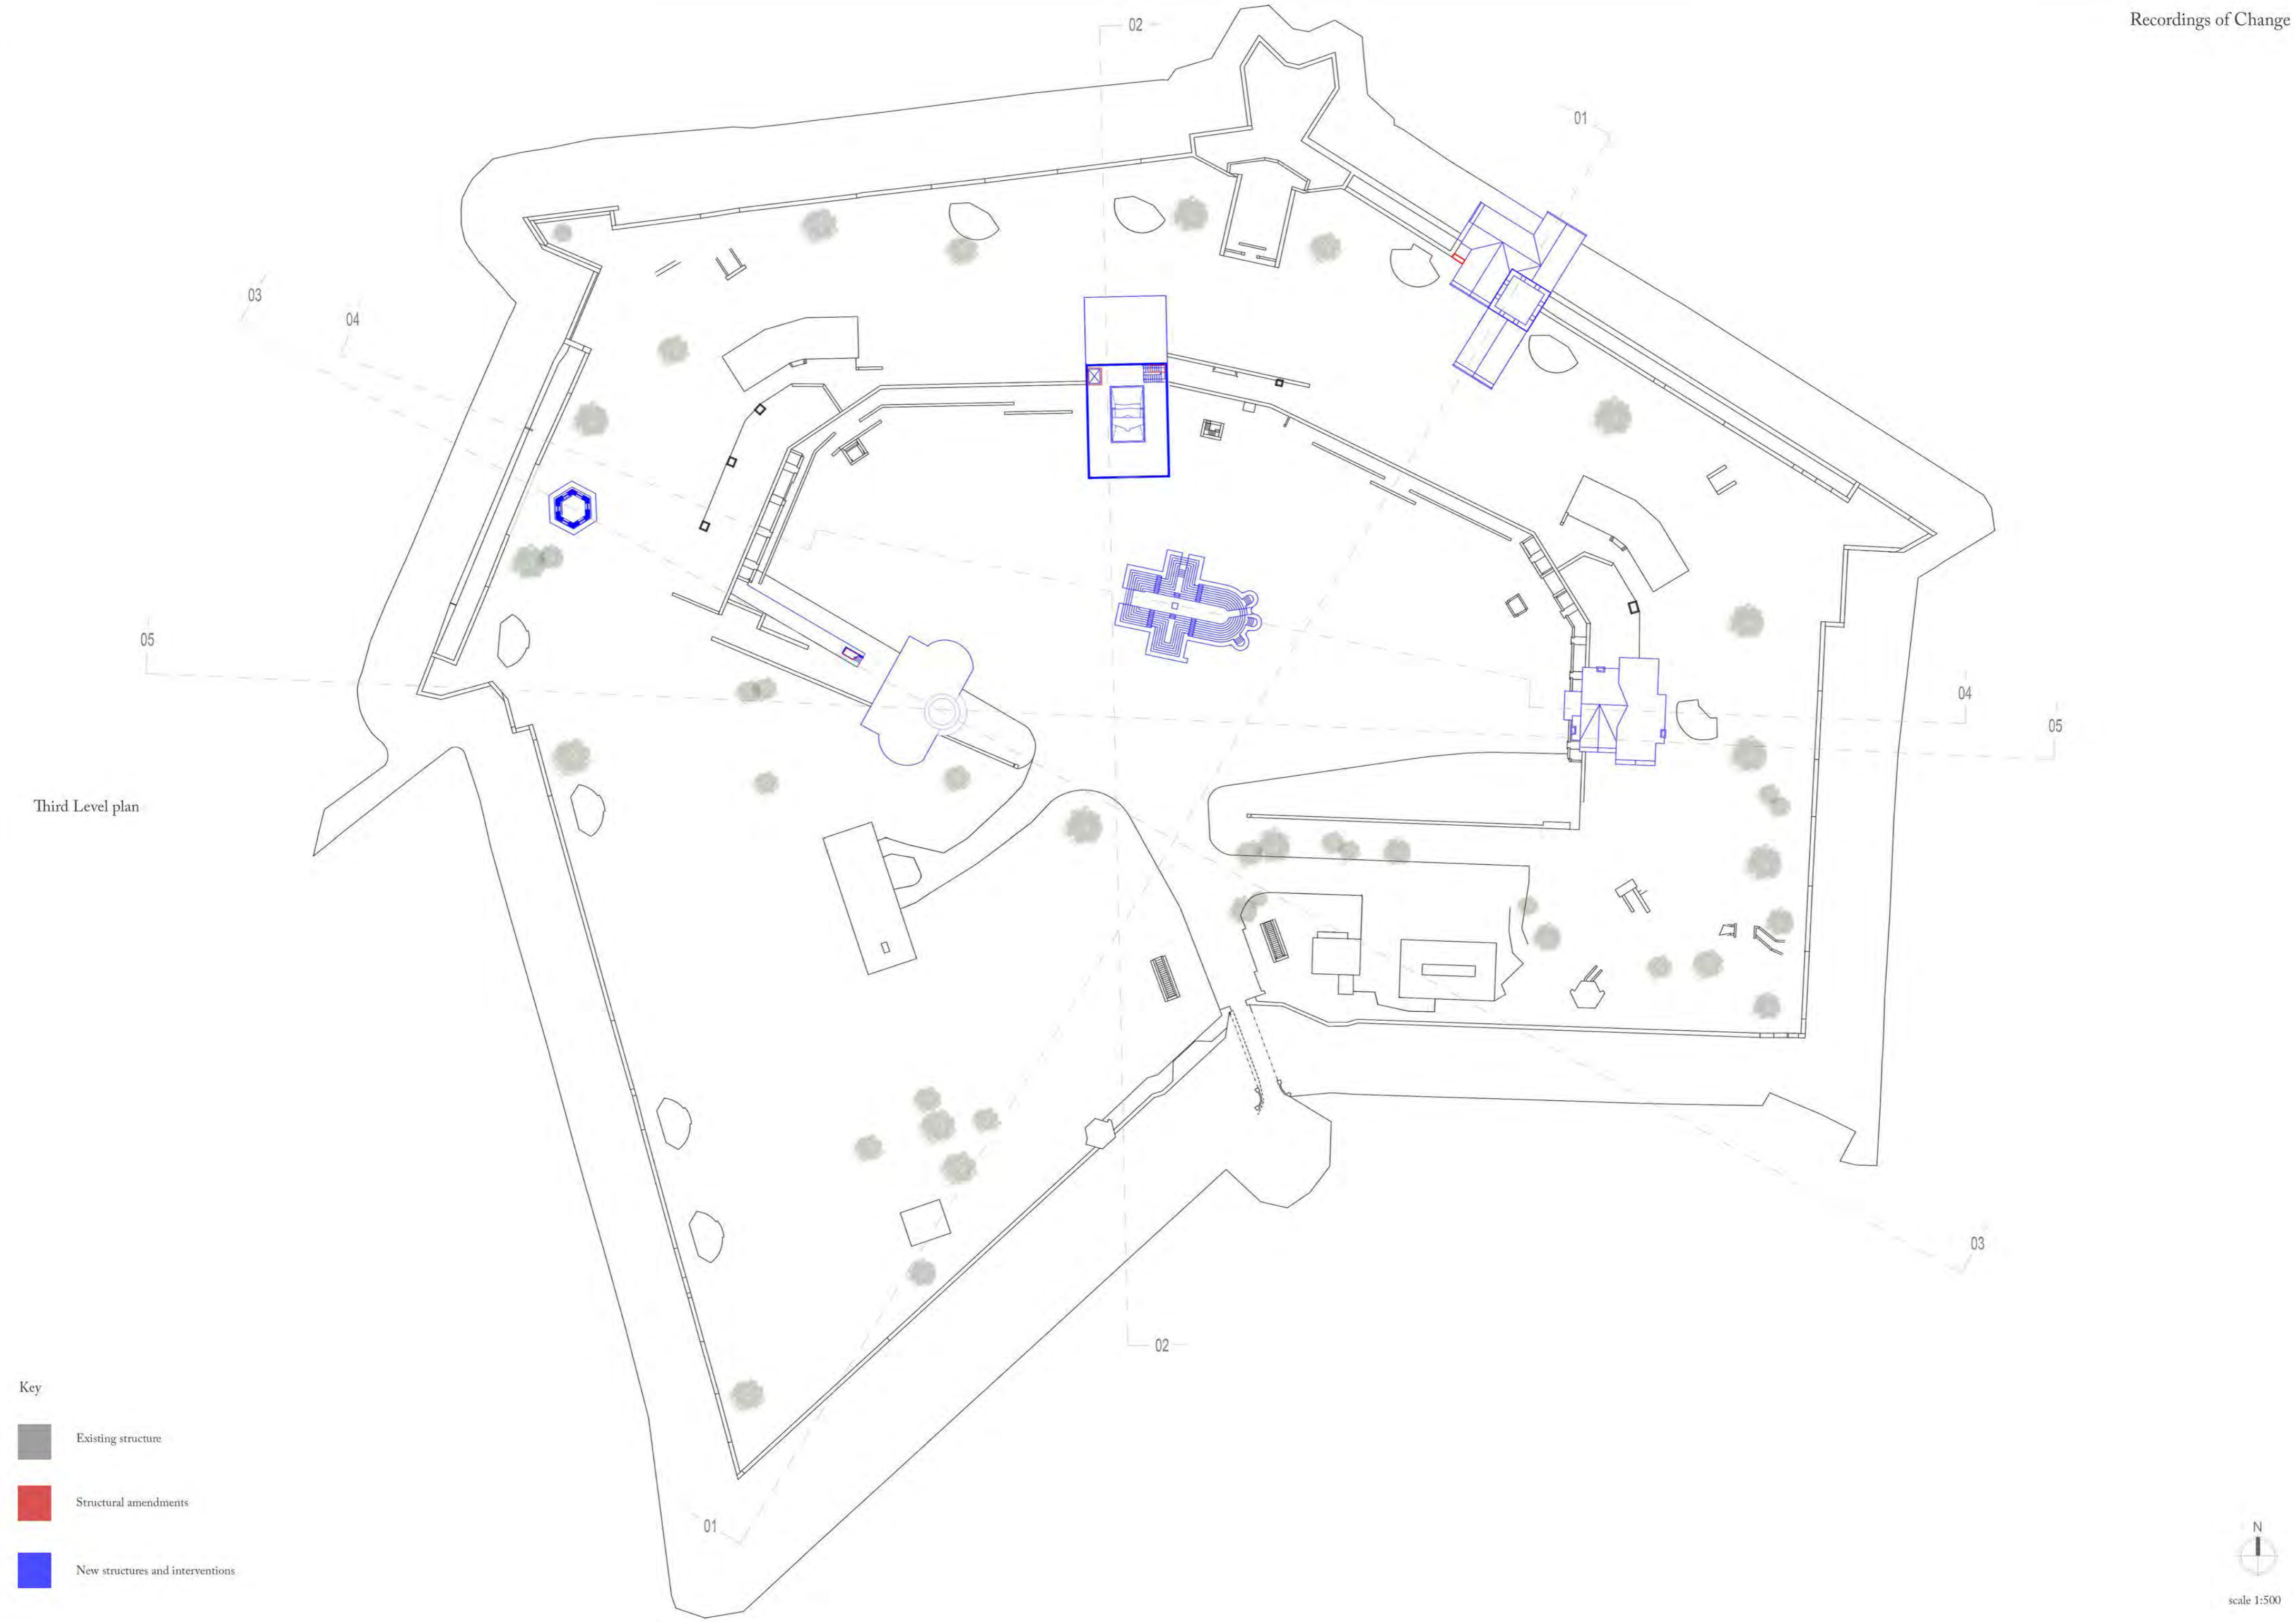 Recordings of Change
02
01
03
04
05
04
05
Third Level plan
03
02
01
Key
Existing structure
Structural amendments
New structures and interventions
N
scale 1:500